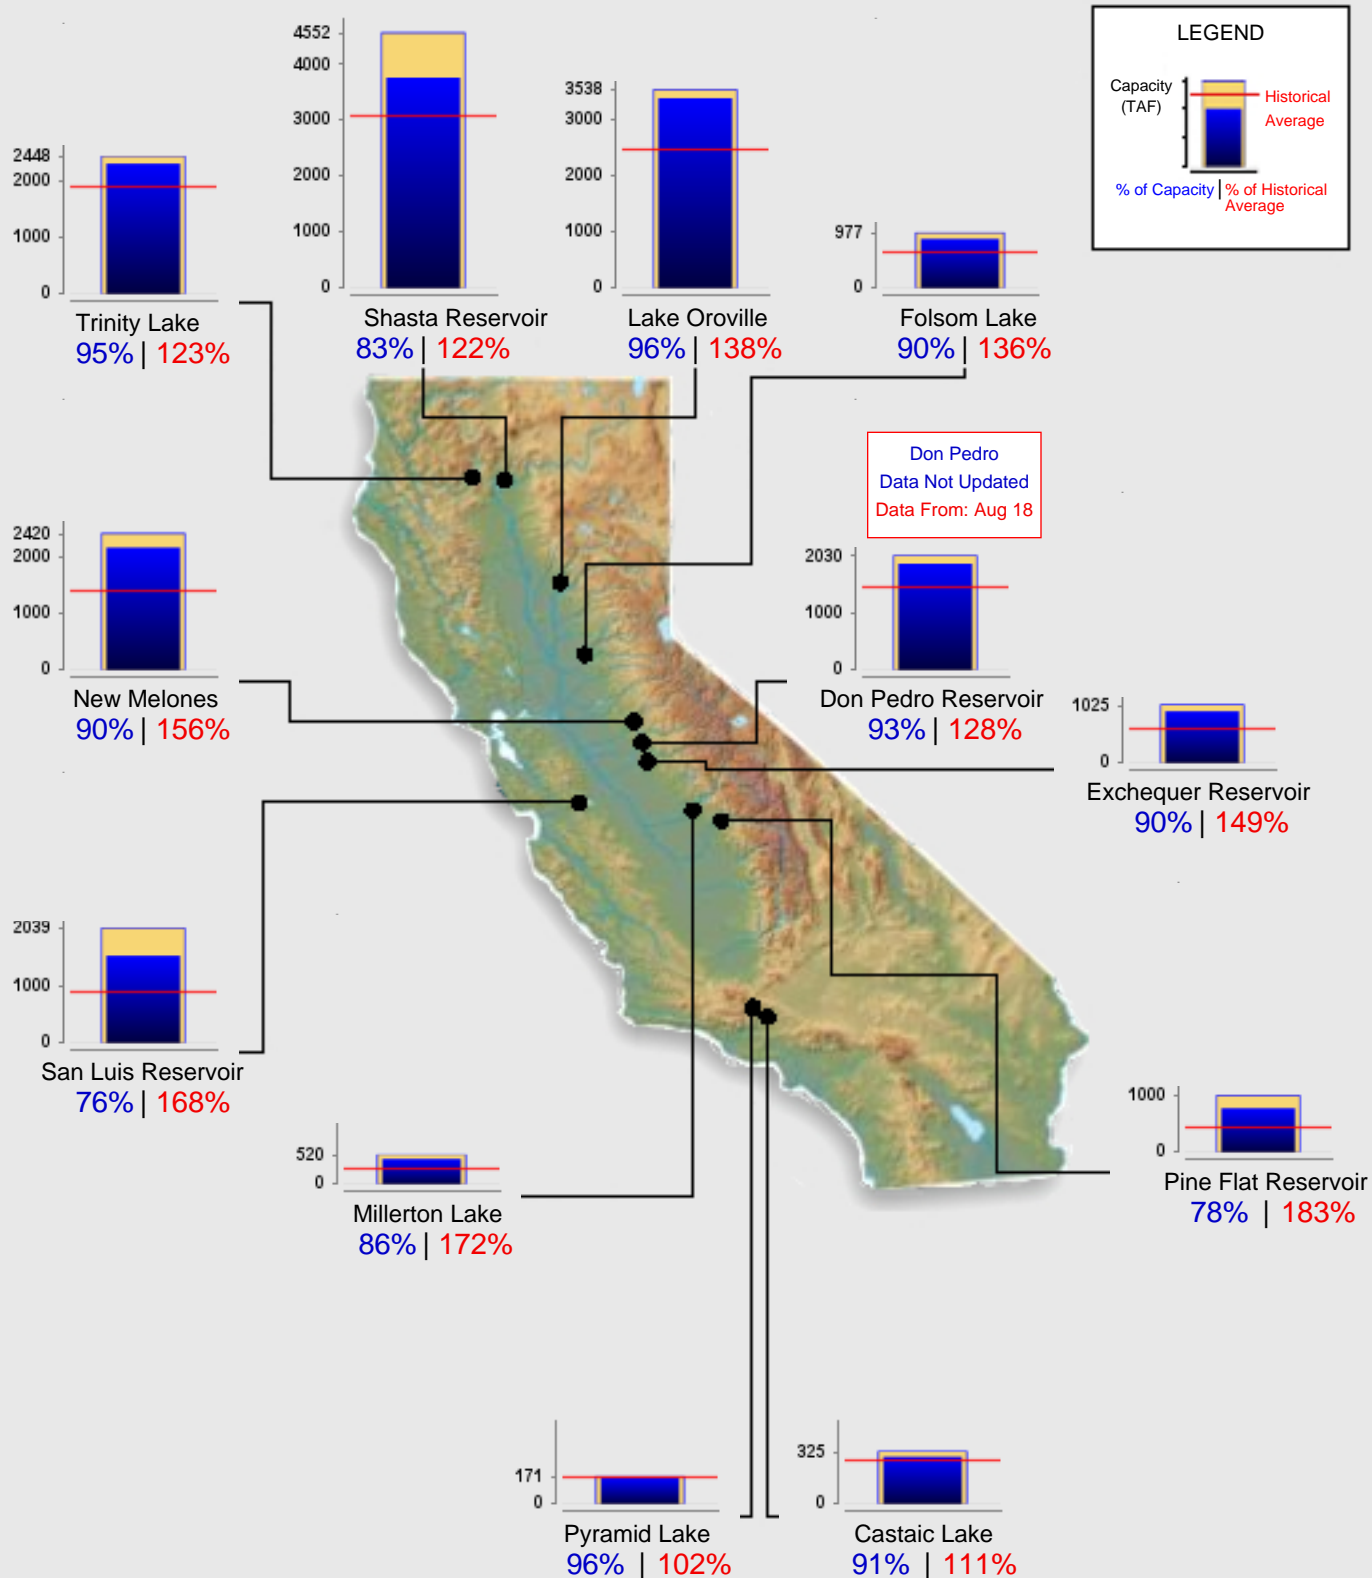 LEGEND
Capacity
(TAF)
Historical
Average
% of Capacity | % of Historical
Average
4552
4000
3000
2000
1000
0
Shasta Reservoir
83% | 122%
3538
3000
2000
1000
0
Lake Oroville
96% | 138%
2448
2000
1000
0
Trinity Lake
95% | 123%
977
0
Folsom Lake
90% | 136%
Don Pedro
Data Not Updated
Data From: Aug 18
2420
2000
1000
0
New Melones
90% | 156%
2030
1000
0
Don Pedro Reservoir
93% | 128%
1025
0
Exchequer Reservoir
90% | 149%
2039
1000
0
San Luis Reservoir
76% | 168%
1000
0
Pine Flat Reservoir
78% | 183%
520
0
Millerton Lake
86% | 172%
171
0
Pyramid Lake
96% | 102%
325
0
Castaic Lake
91% | 111%